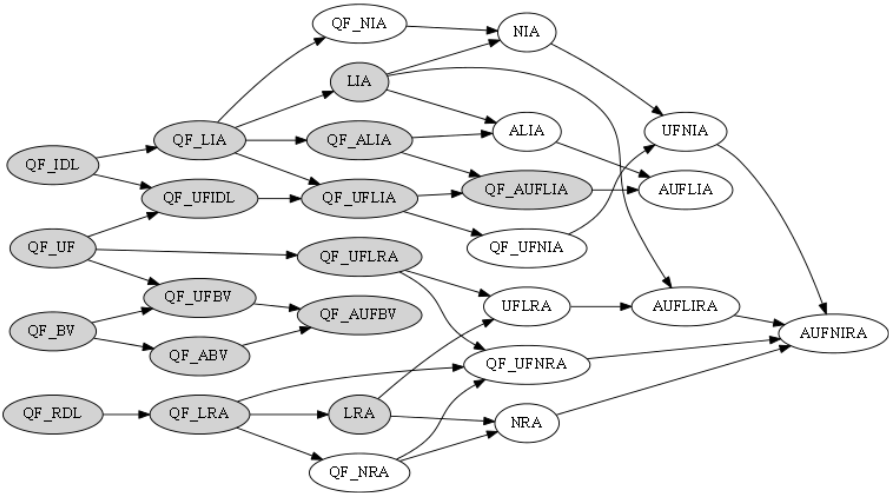 QF_NIA
NIA
LIA
QF_LIA
QF_ALIA
ALIA
UFNIA
QF_IDL
QF_UFIDL
QF_UFLIA
QF_AUFLIA
AUFLIA
QF_UF
QF_UFLRA
QF_UFNIA
QF_UFBV
QF_AUFBV
UFLRA
AUFLIRA
QF_BV
QF_ABV
QF_UFNRA
AUFNIRA
QF_RDL
QF_LRA
LRA
NRA
QF_NRA